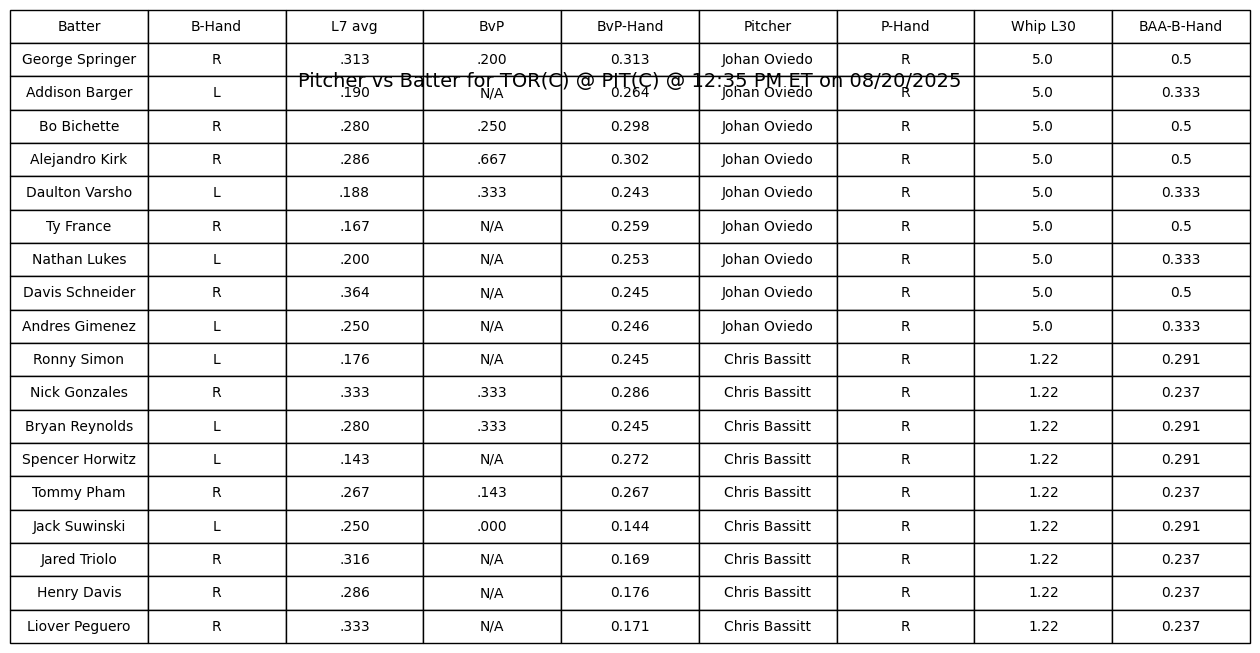 Batter B-Hand L7 avg BvP BvP-Hand Pitcher P-Hand Whip L30 BAA-B-Hand
George Springer R .313 .200 0.313 Johan Oviedo R 5.0 0.5
Pitcher vs Batter for TOR(C) @ PIT(C) @ 12:35 PM ET on 08/20/2025
Addison Barger L .190 N/A 0.264 Johan Oviedo R 5.0 0.333
Bo Bichette R .280 .250 0.298 Johan Oviedo R 5.0 0.5
Alejandro Kirk R .286 .667 0.302 Johan Oviedo R 5.0 0.5
Daulton Varsho L .188 .333 0.243 Johan Oviedo R 5.0 0.333
Ty France R .167 N/A 0.259 Johan Oviedo R 5.0 0.5
Nathan Lukes L .200 N/A 0.253 Johan Oviedo R 5.0 0.333
Davis Schneider R .364 N/A 0.245 Johan Oviedo R 5.0 0.5
Andres Gimenez L .250 N/A 0.246 Johan Oviedo R 5.0 0.333
Ronny Simon L .176 N/A 0.245 Chris Bassitt R 1.22 0.291
Nick Gonzales R .333 .333 0.286 Chris Bassitt R 1.22 0.237
Bryan Reynolds L .280 .333 0.245 Chris Bassitt R 1.22 0.291
Spencer Horwitz L .143 N/A 0.272 Chris Bassitt R 1.22 0.291
Tommy Pham R .267 .143 0.267 Chris Bassitt R 1.22 0.237
Jack Suwinski L .250 .000 0.144 Chris Bassitt R 1.22 0.291
Jared Triolo R .316 N/A 0.169 Chris Bassitt R 1.22 0.237
Henry Davis R .286 N/A 0.176 Chris Bassitt R 1.22 0.237
Liover Peguero R .333 N/A 0.171 Chris Bassitt R 1.22 0.237